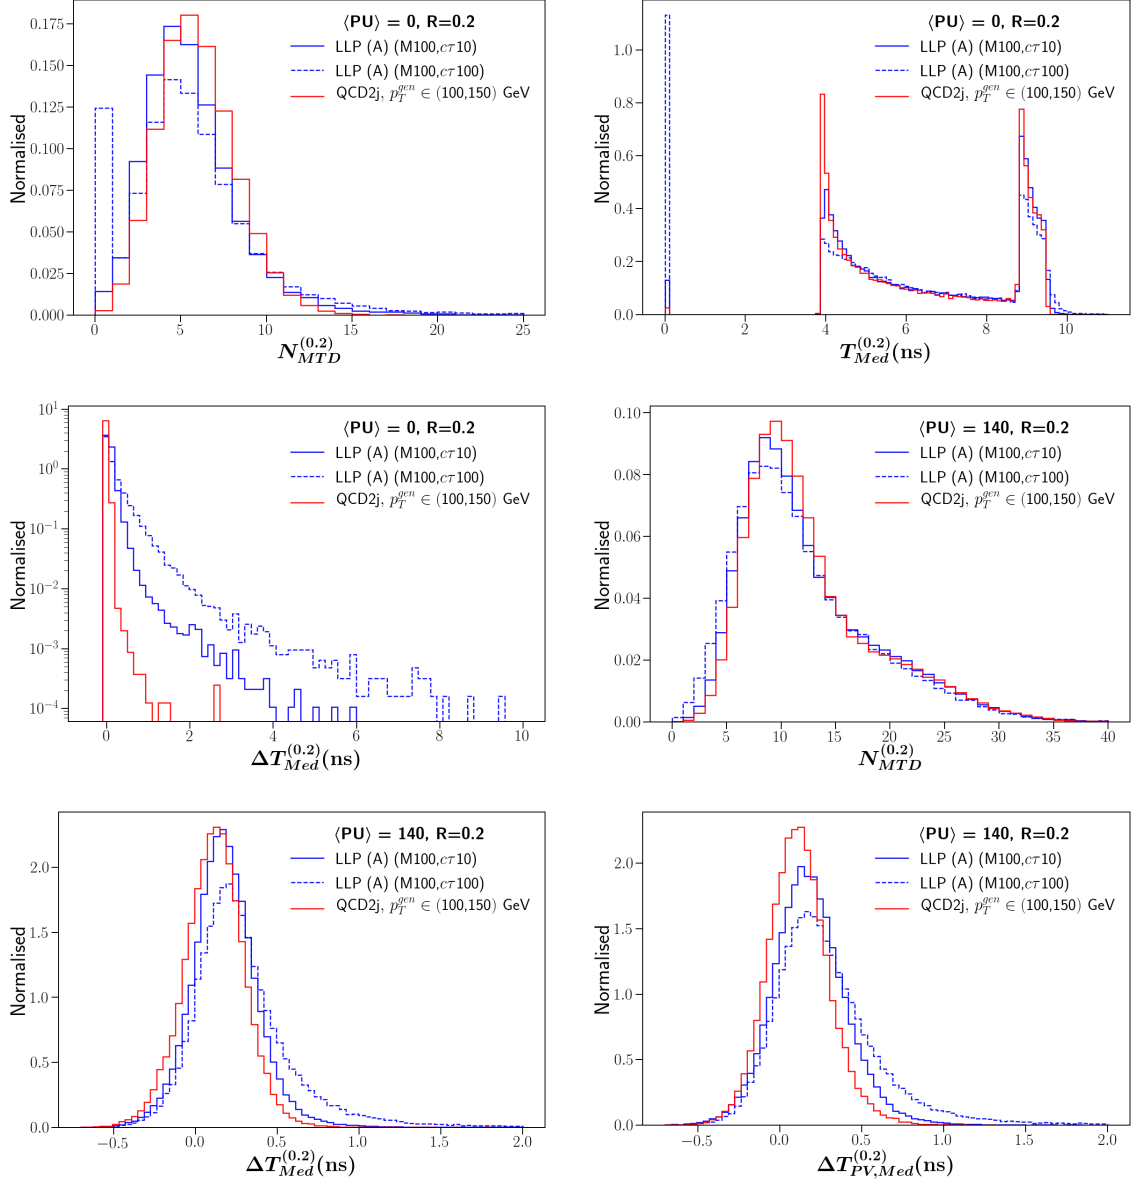 ⟨PU⟩ = 0, R=0.2
LLP (A) (M100,cτ10)
LLP (A) (M100,cτ100)
QCD2j, p_T^{gen} ∈ (100,150) GeV
Normalised
0.175
0.150
0.125
0.100
0.075
0.050
0.025
0.000
0 5 10 15 20 25
N_{MTD}^{(0.2)}
⟨PU⟩ = 0, R=0.2
LLP (A) (M100,cτ10)
LLP (A) (M100,cτ100)
QCD2j, p_T^{gen} ∈ (100,150) GeV
Normalised
1.0
0.8
0.6
0.4
0.2
0.0
0 2 4 6 8 10
T_{Med}^{(0.2)}(ns)
⟨PU⟩ = 0, R=0.2
LLP (A) (M100,cτ10)
LLP (A) (M100,cτ100)
QCD2j, p_T^{gen} ∈ (100,150) GeV
Normalised
10^1
10^0
10^{−1}
10^{−2}
10^{−3}
10^{−4}
0 2 4 6 8 10
ΔT_{Med}^{(0.2)}(ns)
⟨PU⟩ = 140, R=0.2
LLP (A) (M100,cτ10)
LLP (A) (M100,cτ100)
QCD2j, p_T^{gen} ∈ (100,150) GeV
Normalised
0.10
0.08
0.06
0.04
0.02
0.00
0 5 10 15 20 25 30 35 40
N_{MTD}^{(0.2)}
⟨PU⟩ = 140, R=0.2
LLP (A) (M100,cτ10)
LLP (A) (M100,cτ100)
QCD2j, p_T^{gen} ∈ (100,150) GeV
Normalised
2.0
1.5
1.0
0.5
0.0
−0.5 0.0 0.5 1.0 1.5 2.0
ΔT_{Med}^{(0.2)}(ns)
⟨PU⟩ = 140, R=0.2
LLP (A) (M100,cτ10)
LLP (A) (M100,cτ100)
QCD2j, p_T^{gen} ∈ (100,150) GeV
Normalised
2.0
1.5
1.0
0.5
0.0
−0.5 0.0 0.5 1.0 1.5 2.0
ΔT_{PV,Med}^{(0.2)}(ns)